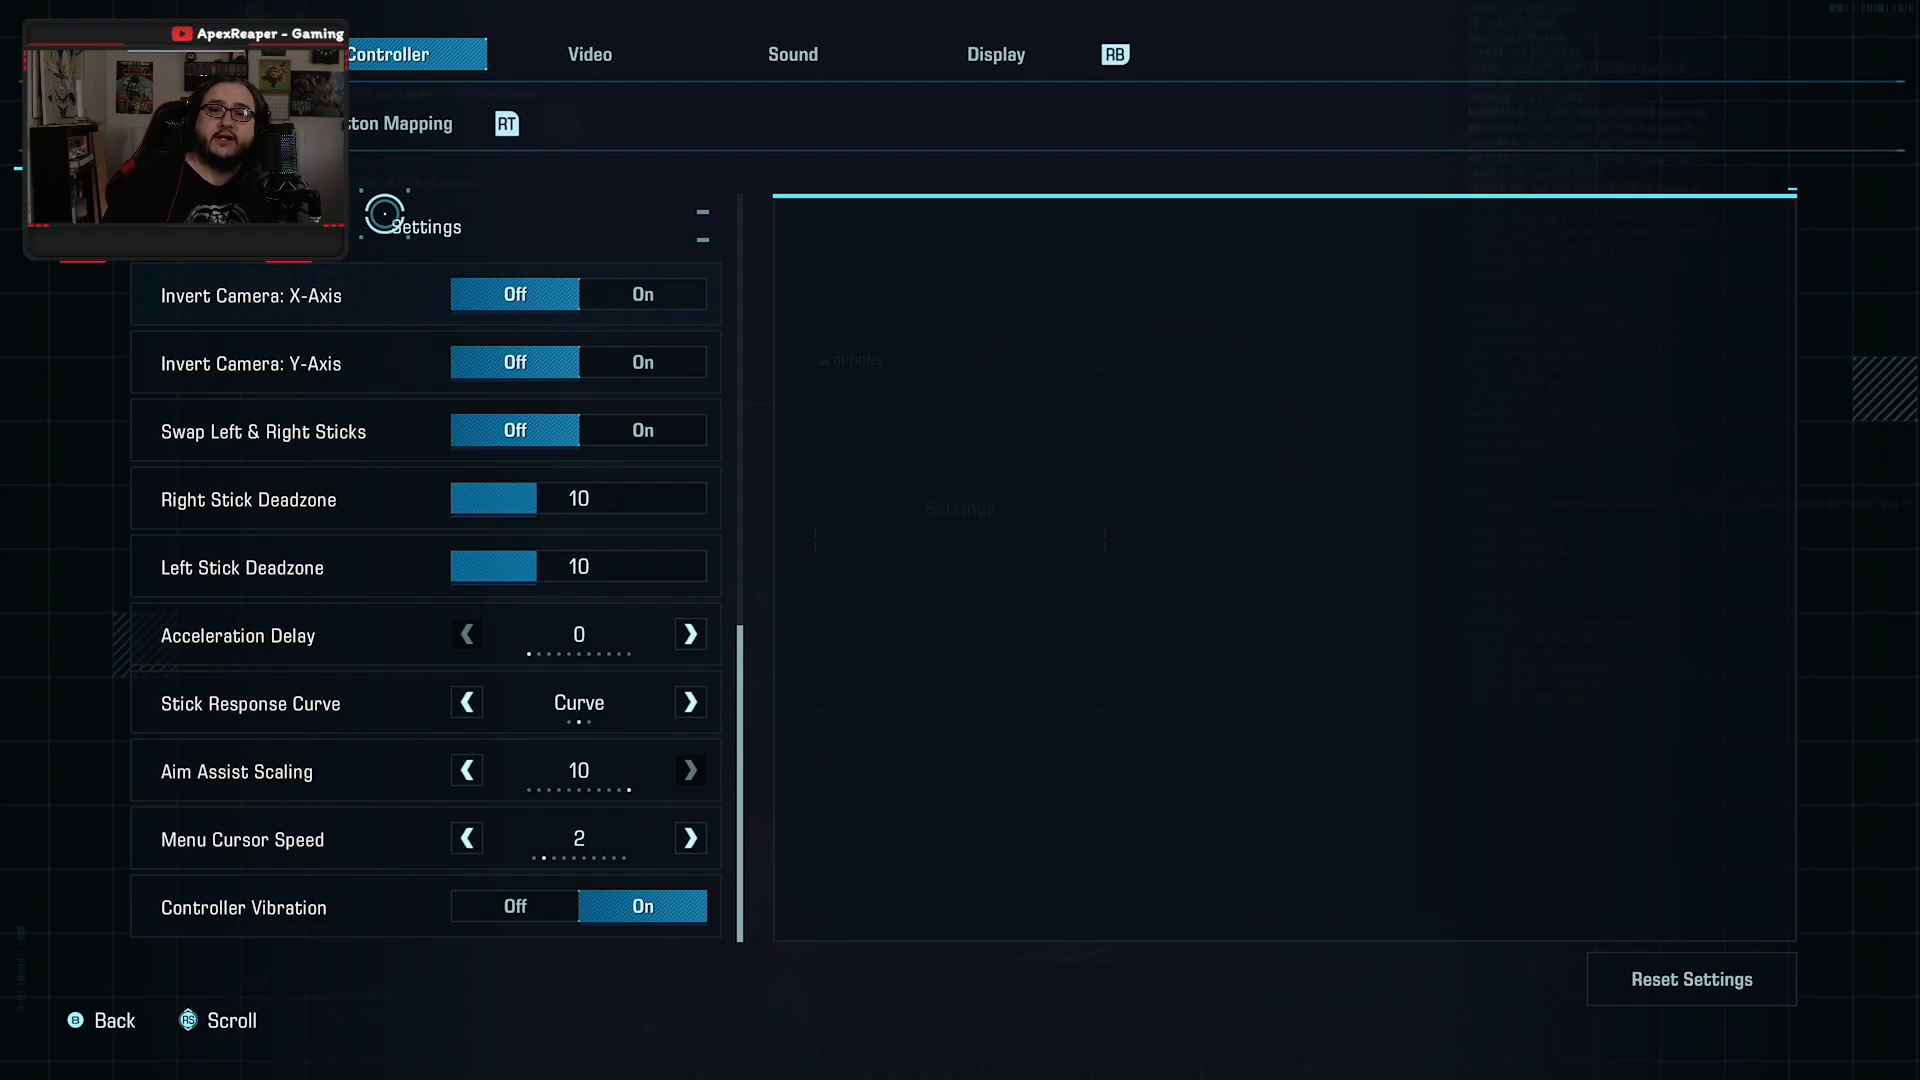 ApexReaper - Gaming
Controller Video Sound Display RB
tton Mapping RT
Settings
Invert Camera: X-Axis Off On
Invert Camera: Y-Axis Off On
OPTIONS
Swap Left & Right Sticks Off On
Right Stick Deadzone 10
Settings
Left Stick Deadzone 10
Acceleration Delay 0
Stick Response Curve Curve
Aim Assist Scaling 10
Menu Cursor Speed 2
Controller Vibration Off On
Reset Settings
B Back RS Scroll